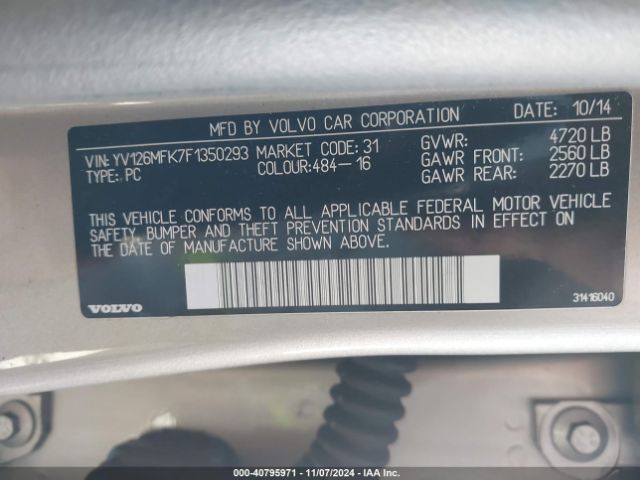 MFD BY VOLVO CAR CORPORATION DATE: 10/14
VIN: YV126MFK7F1350293 MARKET CODE: 31 GVWR: 4720 LB
TYPE: PC COLOUR:484-16 GAWR FRONT: 2560 LB
GAWR REAR: 2270 LB
THIS VEHICLE CONFORMS TO ALL APPLICABLE FEDERAL MOTOR VEHICLE
SAFETY, BUMPER AND THEFT PREVENTION STANDARDS IN EFFECT ON
THE DATE OF MANUFACTURE SHOWN ABOVE.
VOLVO 31416040
000-40795971 - 11/07/2024 - IAA Inc.